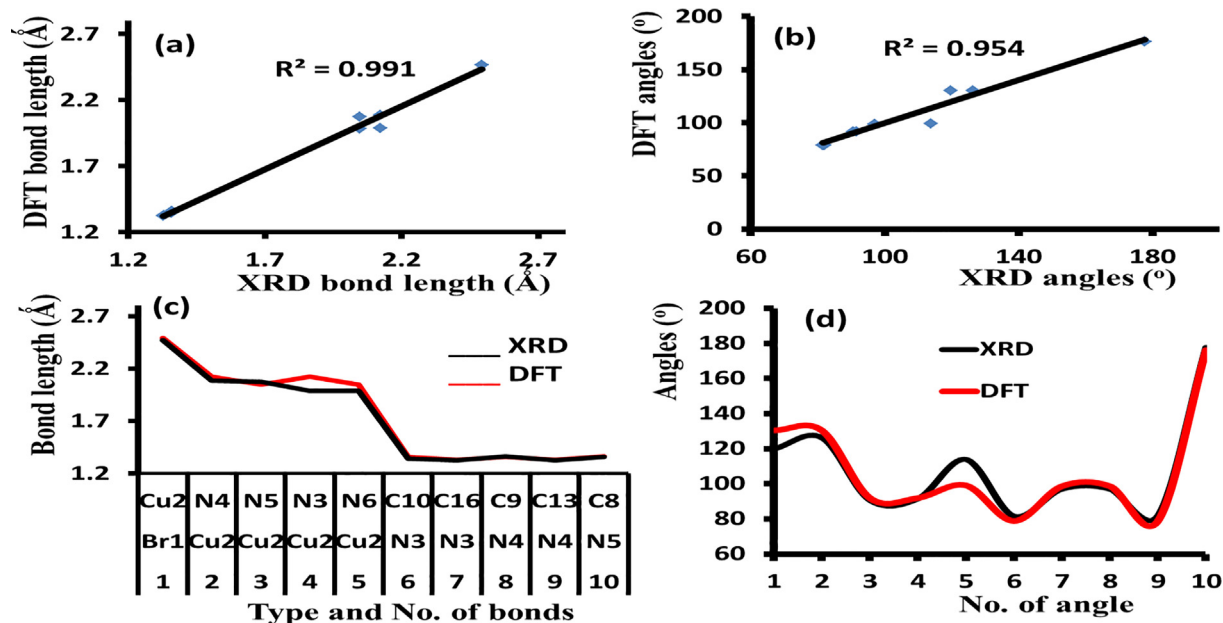 (a)
R² = 0.991
DFT bond length (Å)
2.7
2.2
1.7
1.2
1.2 1.7 2.2 2.7
XRD bond length (Å)
(b)
R² = 0.954
DFT angles (º)
200
150
100
50
0
60 100 140 180
XRD angles (º)
(c)
Bond length (Å)
2.7
2.2
1.7
1.2
XRD
DFT
Cu2 N4 N5 N3 N6 C10 C16 C9 C13 C8
Br1 Cu2 Cu2 Cu2 Cu2 N3 N3 N4 N4 N5
1 2 3 4 5 6 7 8 9 10
Type and No. of bonds
(d)
Angles (º)
200
180
160
140
120
100
80
60
XRD
DFT
1 2 3 4 5 6 7 8 9 10
No. of angle